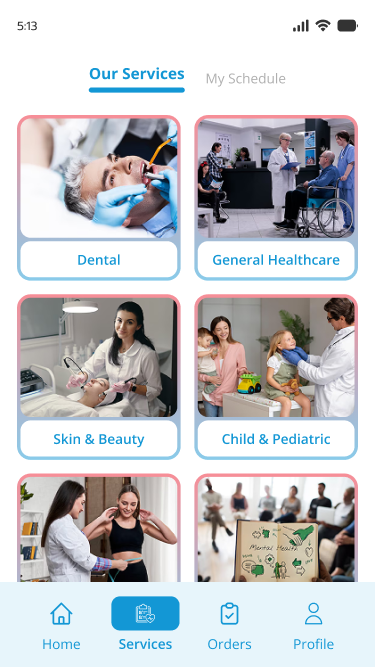 5:13
Our Services
My Schedule
Dental
General Healthcare
Skin & Beauty
Child & Pediatric
Mental Health
Home
Services
Orders
Profile